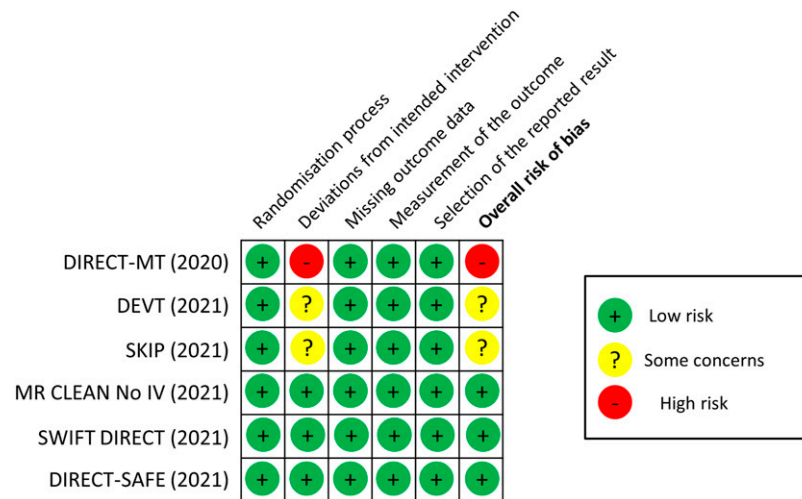 Randomisation process
Deviations from intended intervention
Missing outcome data
Measurement of the outcome
Selection of the reported result
Overall risk of bias
DIRECT-MT (2020) + - + + + -
DEVT (2021) + ? + + + ?
SKIP (2021) + ? + + + ?
MR CLEAN No IV (2021) + + + + + +
SWIFT DIRECT (2021) + + + + + +
DIRECT-SAFE (2021) + + + + + +
+ Low risk
? Some concerns
- High risk